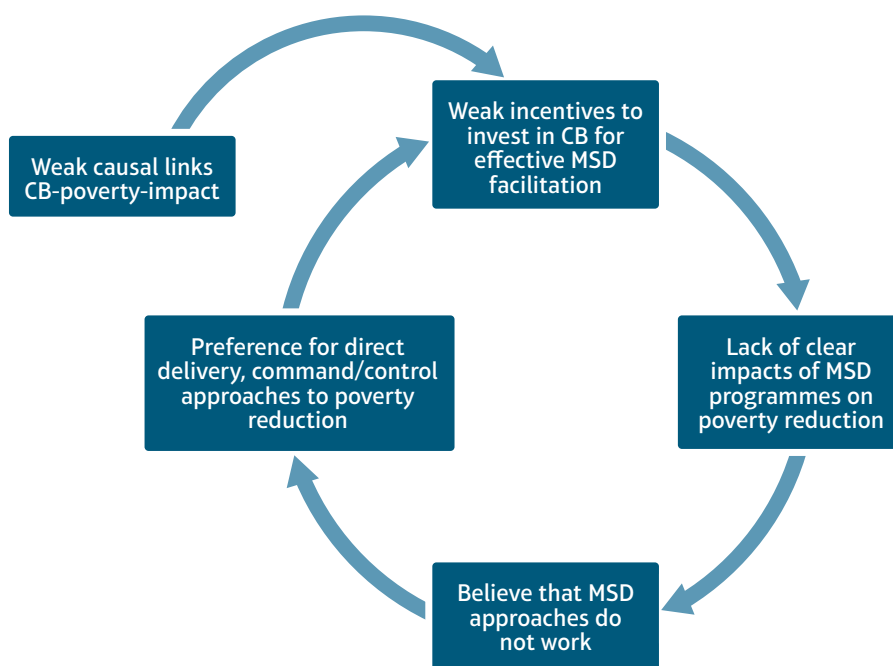 Weak causal links
CB-poverty-impact
Weak incentives to
invest in CB for
effective MSD
facilitation
Preference for direct
delivery, command/control
approaches to poverty
reduction
Lack of clear
impacts of MSD
programmes on
poverty reduction
Believe that MSD
approaches do
not work